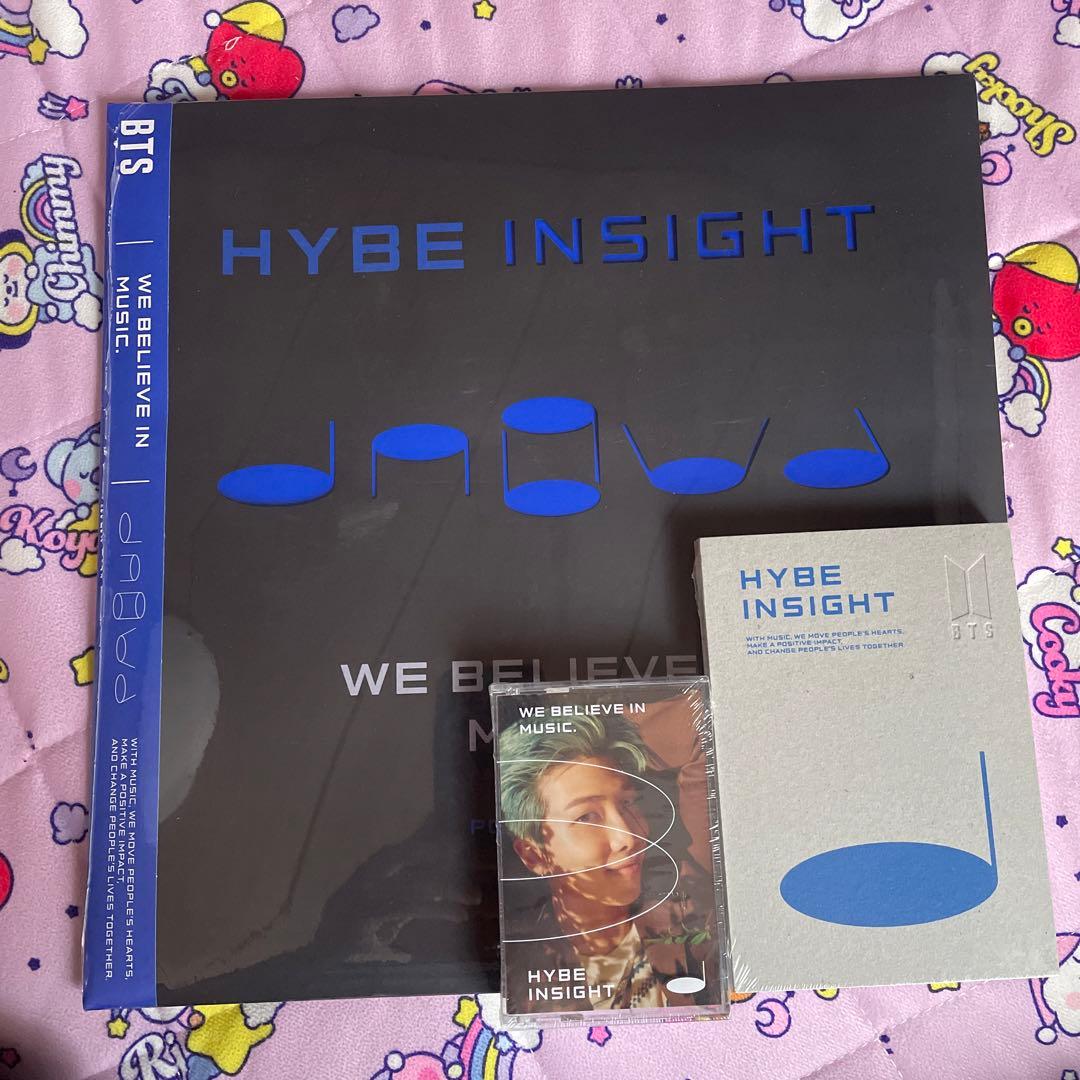 BTS
WE BELIEVE IN
MUSIC.
WITH MUSIC, WE MOVE PEOPLE'S HEARTS,
MAKE A POSITIVE IMPACT,
AND CHANGE PEOPLE'S LIVES TOGETHER.
HYBE INSIGHT
WE BELIEVE
M
HYBE
INSIGHT
WITH MUSIC, WE MOVE PEOPLE'S HEARTS,
MAKE A POSITIVE IMPACT,
AND CHANGE PEOPLE'S LIVES TOGETHER
BTS
WE BELIEVE IN
MUSIC.
HYBE
INSIGHT
Shooky
Chimmy
Koya
Cooky
Rj